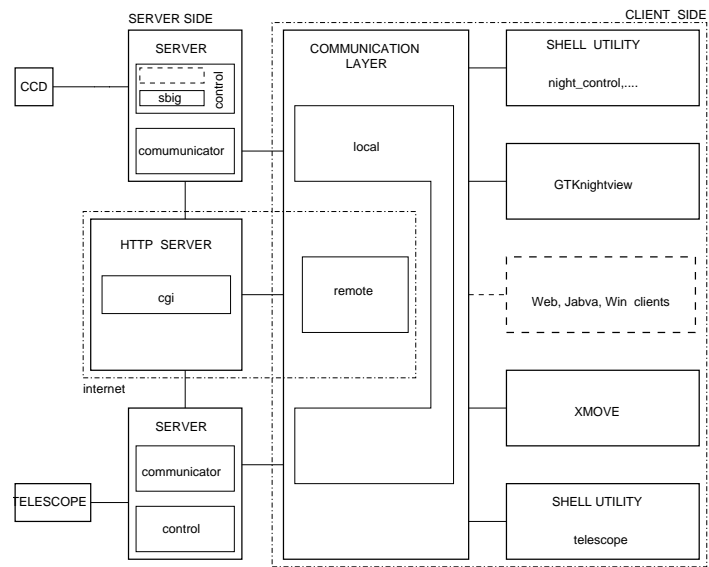 SERVER SIDE
CLIENT SIDE
SERVER
control
sbig
comumunicator
CCD
COMMUNICATION
LAYER
local
SHELL UTILITY
night_control,....
GTKnightview
HTTP SERVER
cgi
remote
Web, Jabva, Win clients
internet
SERVER
communicator
control
TELESCOPE
XMOVE
SHELL UTILITY
telescope